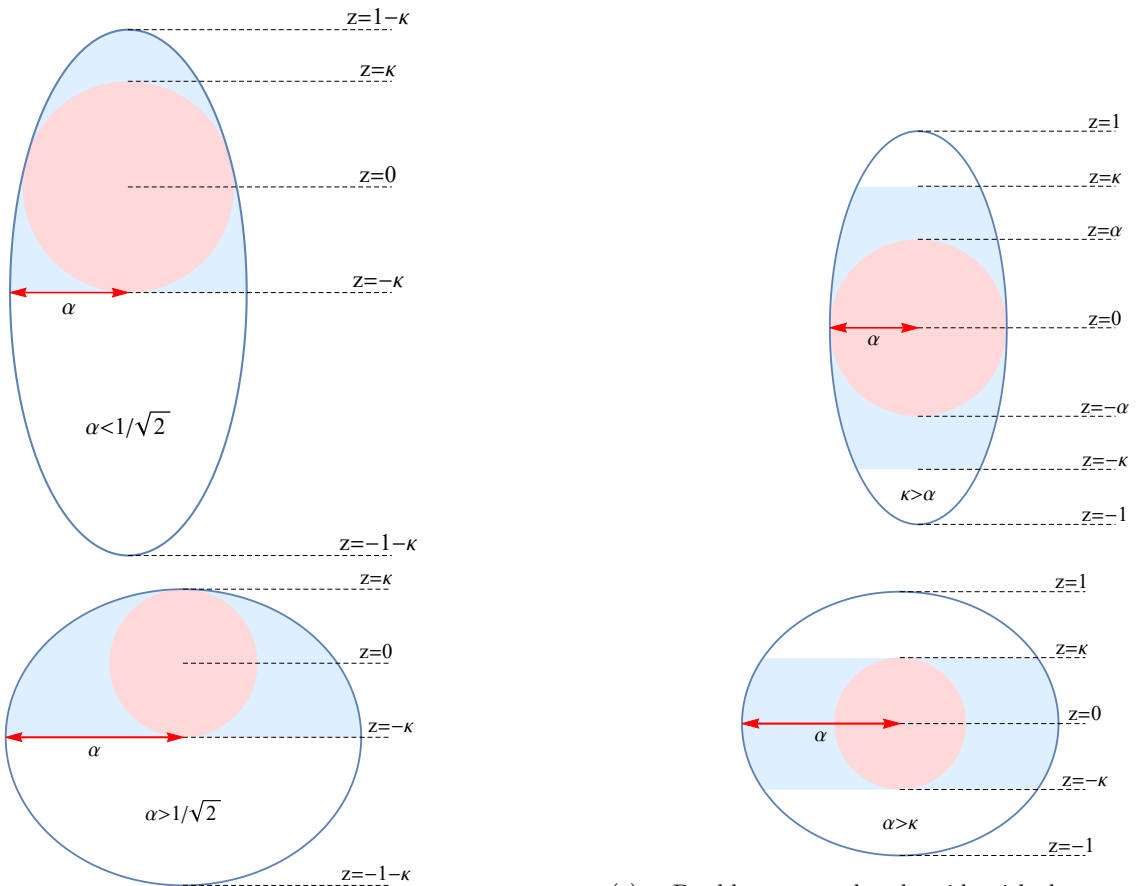 z=1−κ
z=κ
z=0
z=−κ
α
α<1/√2
z=−1−κ
z=κ
z=0
z=−κ
α
α>1/√2
z=−1−κ
z=1
z=κ
z=α
z=0
α
z=−α
z=−κ
κ>α
z=−1
z=1
z=κ
z=0
α
z=−κ
α>κ
z=−1